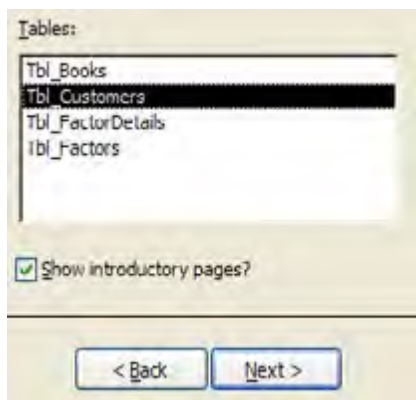 Tables:
Tbl_Books
Tbl_Customers
Tbl_FactorDetails
Tbl_Factors
Show introductory pages?
< Back Next >